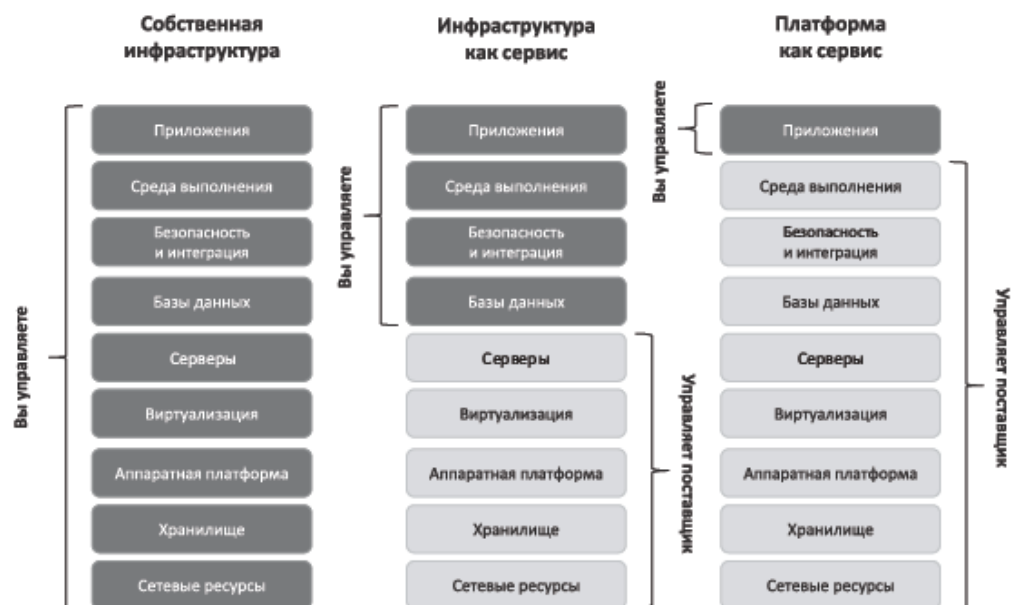 Собственная
инфраструктура
Вы управляете
Приложения
Среда выполнения
Безопасность
и интеграция
Базы данных
Серверы
Виртуализация
Аппаратная платформа
Хранилище
Сетевые ресурсы
Инфраструктура
как сервис
Вы управляете
Приложения
Среда выполнения
Безопасность
и интеграция
Базы данных
Серверы
Виртуализация
Аппаратная платформа
Хранилище
Сетевые ресурсы
Управляет поставщик
Платформа
как сервис
Вы управляете
Приложения
Среда выполнения
Безопасность
и интеграция
Базы данных
Серверы
Виртуализация
Аппаратная платформа
Хранилище
Сетевые ресурсы
Управляет поставщик